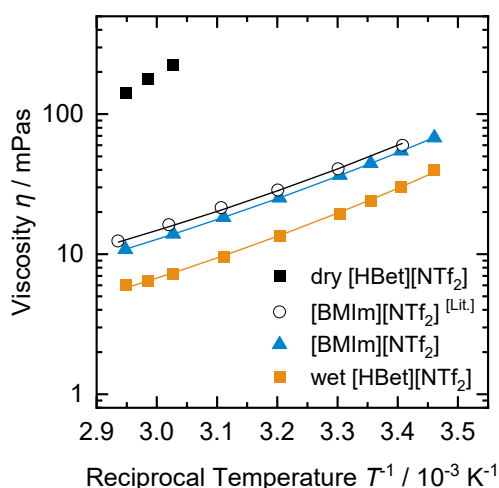 Viscosity η / mPas
100
10
1
dry [HBet][NTf₂]
[BMIm][NTf₂] [Lit.]
[BMIm][NTf₂]
wet [HBet][NTf₂]
2.9 3.0 3.1 3.2 3.3 3.4 3.5
Reciprocal Temperature T⁻¹ / 10⁻³ K⁻¹